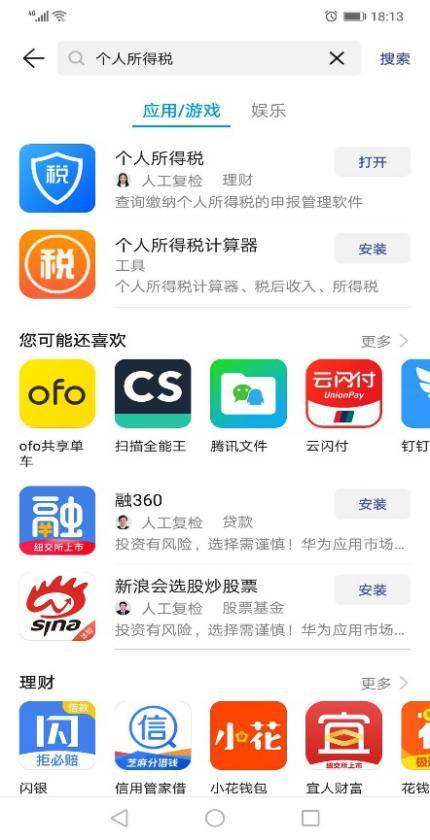 4G 18:13
个人所得税 搜索
应用/游戏 娱乐
税 个人所得税 打开
人工复检 理财
查询缴纳个人所得税的申报管理软件
税 个人所得税计算器 安装
工具
个人所得税计算器、税后收入、所得税
您可能还喜欢 更多
ofo CS 云闪付 UnionPay
ofo共享单车 扫描全能王 腾讯文件 云闪付 钉钉
融 纽交所上市 融360 安装
人工复检 贷款
投资有风险，选择需谨慎！华为应用市场...
sina 新浪会选股炒股票 安装
人工复检 股票基金
投资有风险，选择需谨慎！华为应用市场...
理财 更多
借款 闪 拒必赔 信 芝麻分借钱 小花 宜 纽交所上市
闪银 信用管家借 小花钱包 宜人财富 花钱